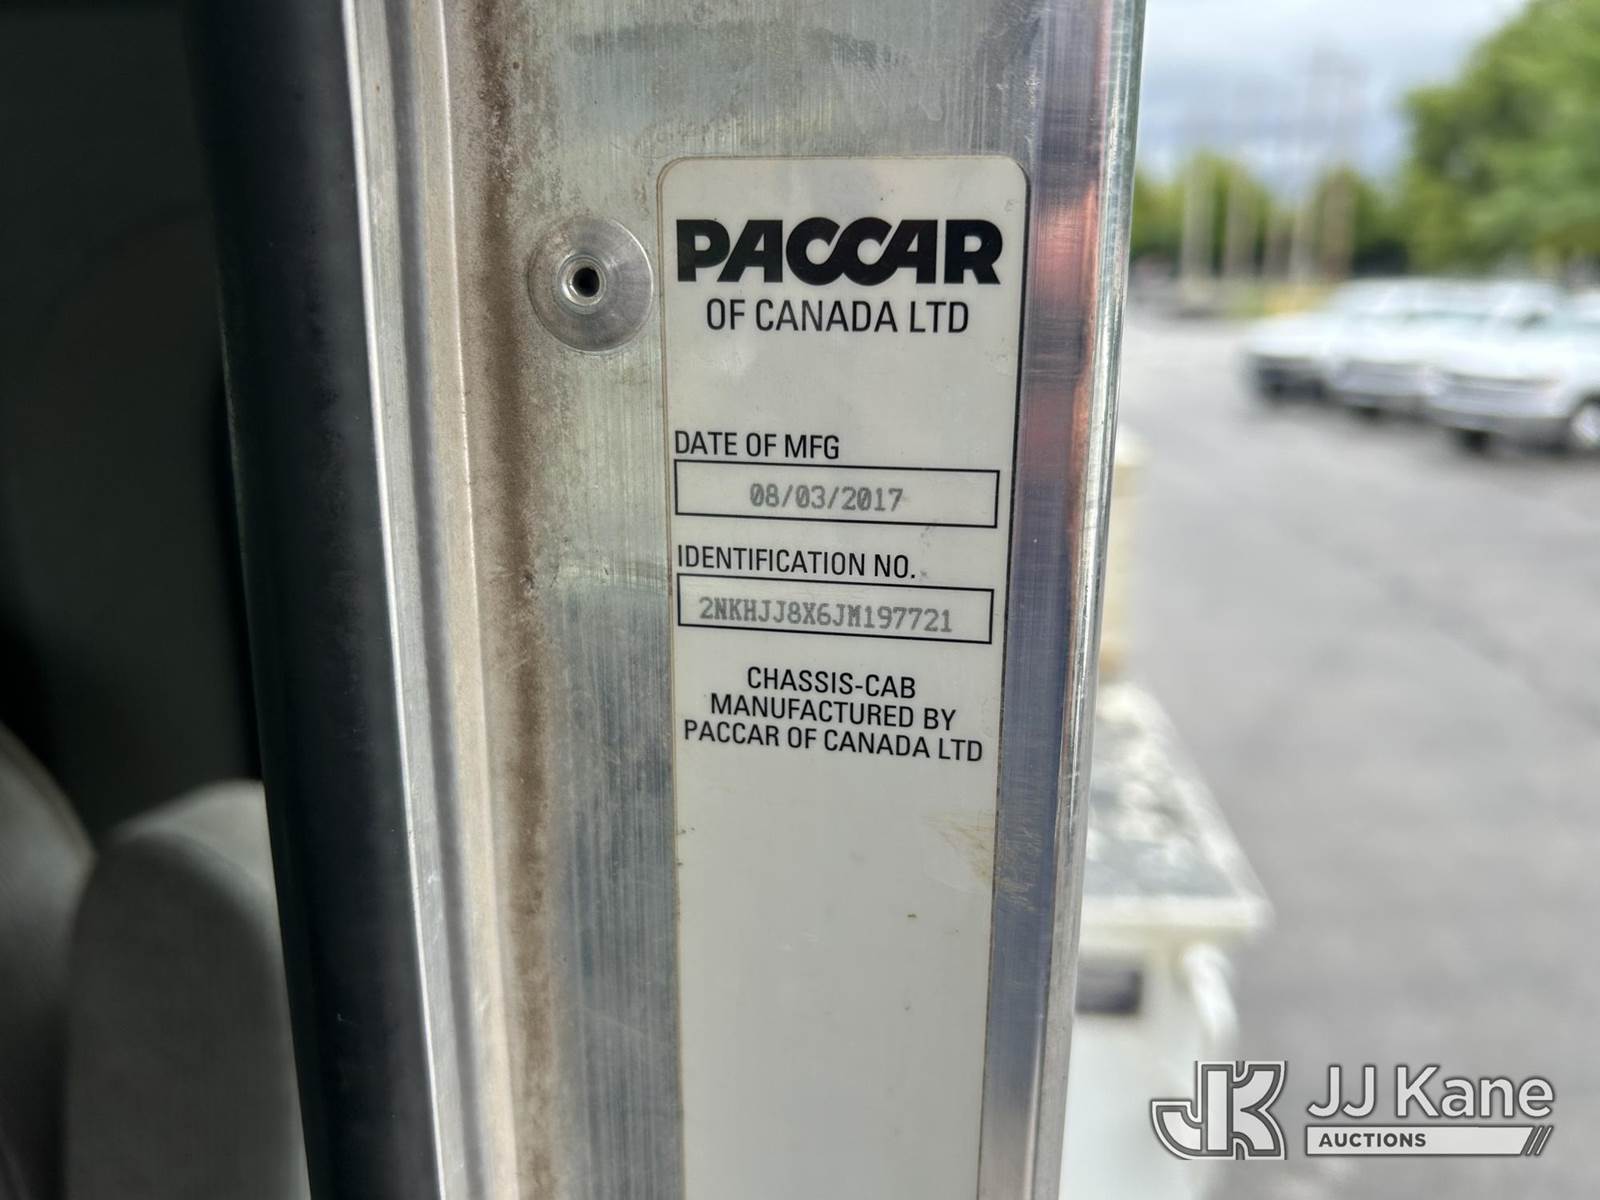 PACCAR
OF CANADA LTD
DATE OF MFG
08/03/2017
IDENTIFICATION NO.
2NKHJJ8X6JM197721
CHASSIS-CAB
MANUFACTURED BY
PACCAR OF CANADA LTD
JK JJ Kane
AUCTIONS